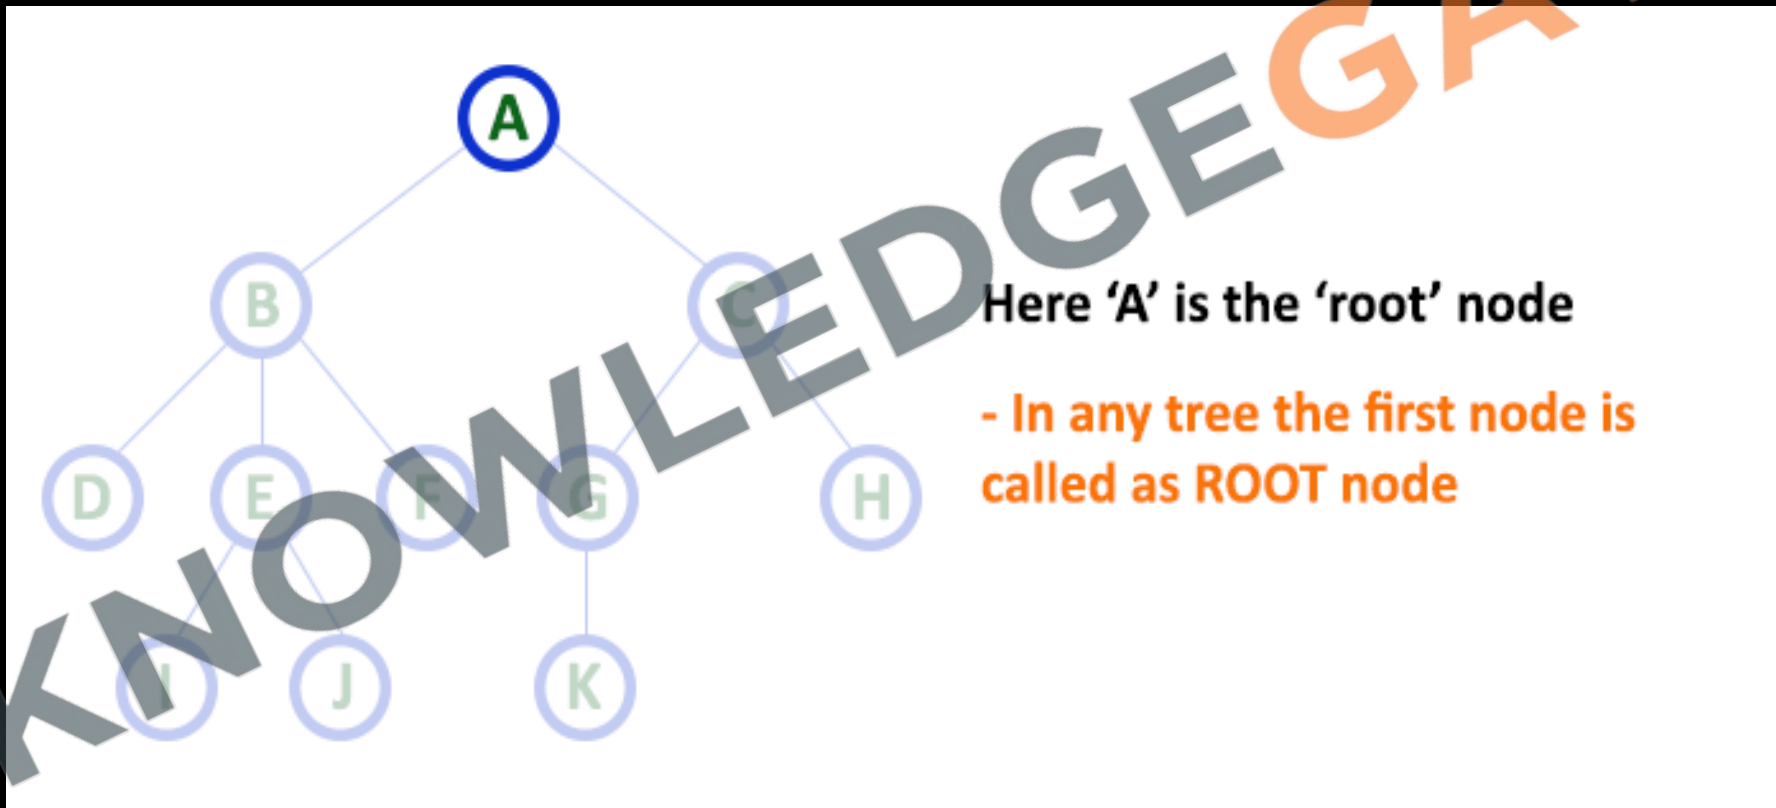 A
B
C
D
E
F
G
H
I
J
K
Here ‘A’ is the ‘root’ node
- In any tree the first node is
called as ROOT node
KNOWLEDGEGA